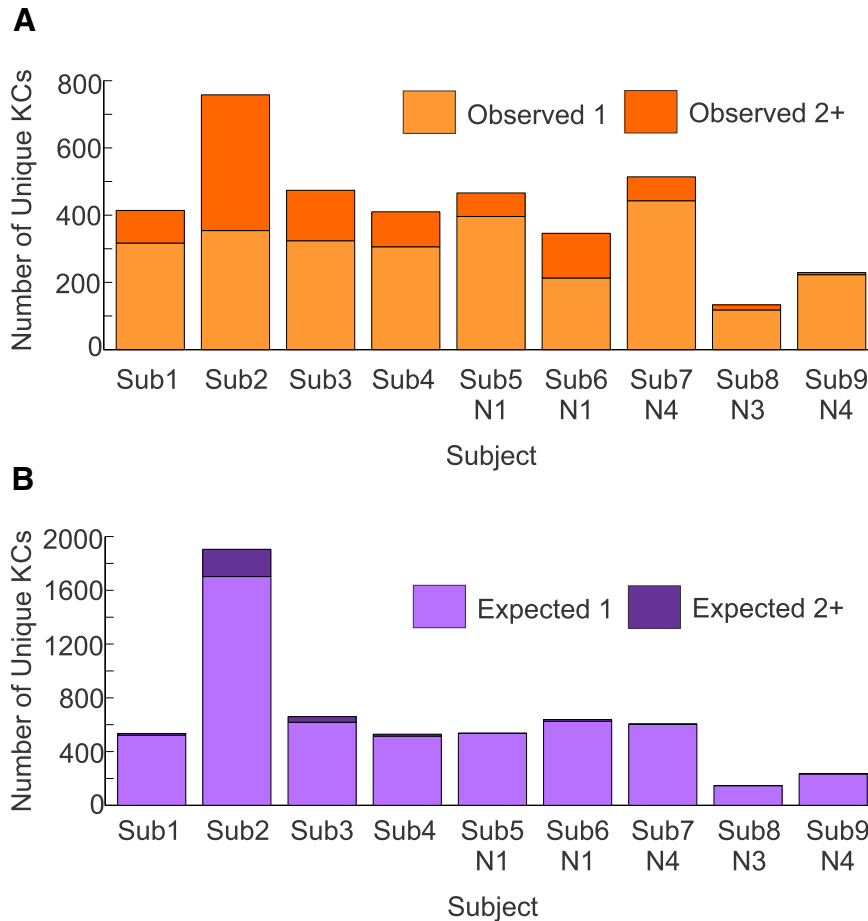 A
Number of Unique KCs
800
600
400
200
0
Observed 1
Observed 2+
Sub1 Sub2 Sub3 Sub4 Sub5 Sub6 Sub7 Sub8 Sub9
N1 N1 N4 N3 N4
Subject
B
Number of Unique KCs
2000
1600
1200
800
400
0
Expected 1
Expected 2+
Sub1 Sub2 Sub3 Sub4 Sub5 Sub6 Sub7 Sub8 Sub9
N1 N1 N4 N3 N4
Subject